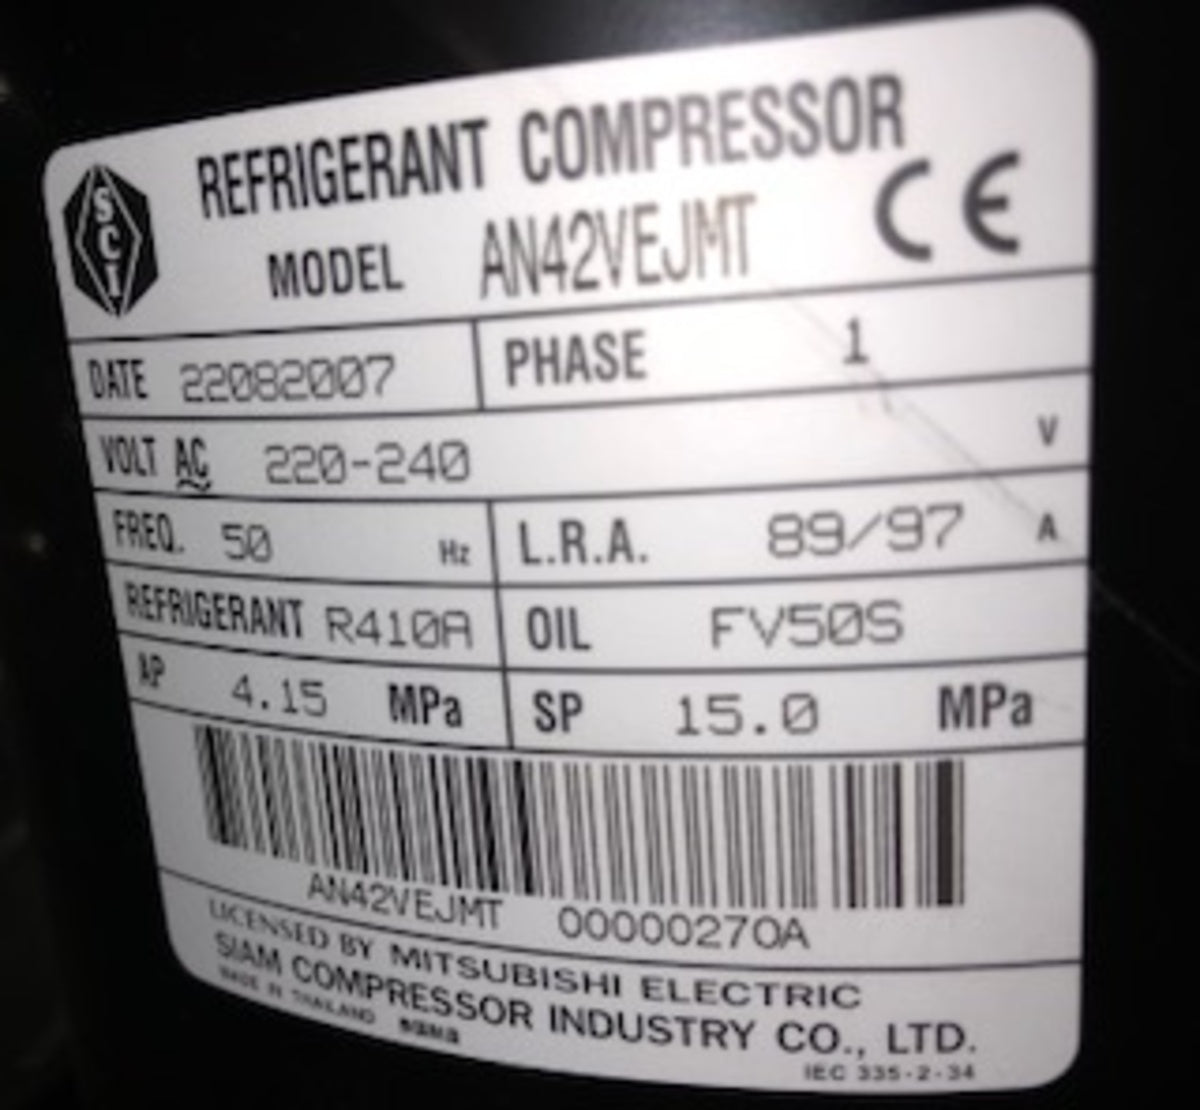 SCI
REFRIGERANT COMPRESSOR
MODEL AN42VEJMT CE
DATE 22082007 PHASE 1
VOLT AC 220-240 V
FREQ. 50 Hz L.R.A. 89/97 A
REFRIGERANT R410A OIL FV50S
AP 4.15 MPa SP 15.0 MPa
AN42VEJMT 00000270A
LICENSED BY MITSUBISHI ELECTRIC
SIAM COMPRESSOR INDUSTRY CO., LTD.
MADE IN THAILAND
IEC 335-2-34